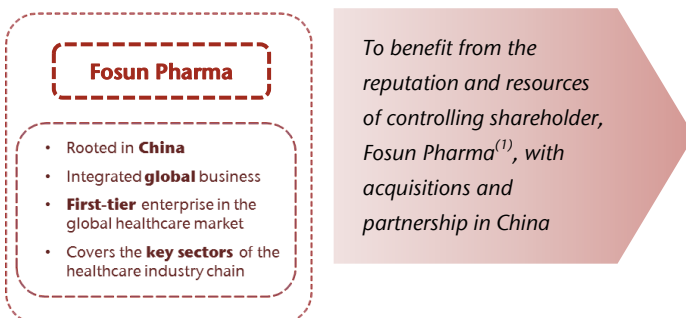 Fosun Pharma
• Rooted in China
• Integrated global business
• First-tier enterprise in the
global healthcare market
• Covers the key sectors of the
healthcare industry chain
To benefit from the
reputation and resources
of controlling shareholder,
Fosun Pharma(1), with
acquisitions and
partnership in China